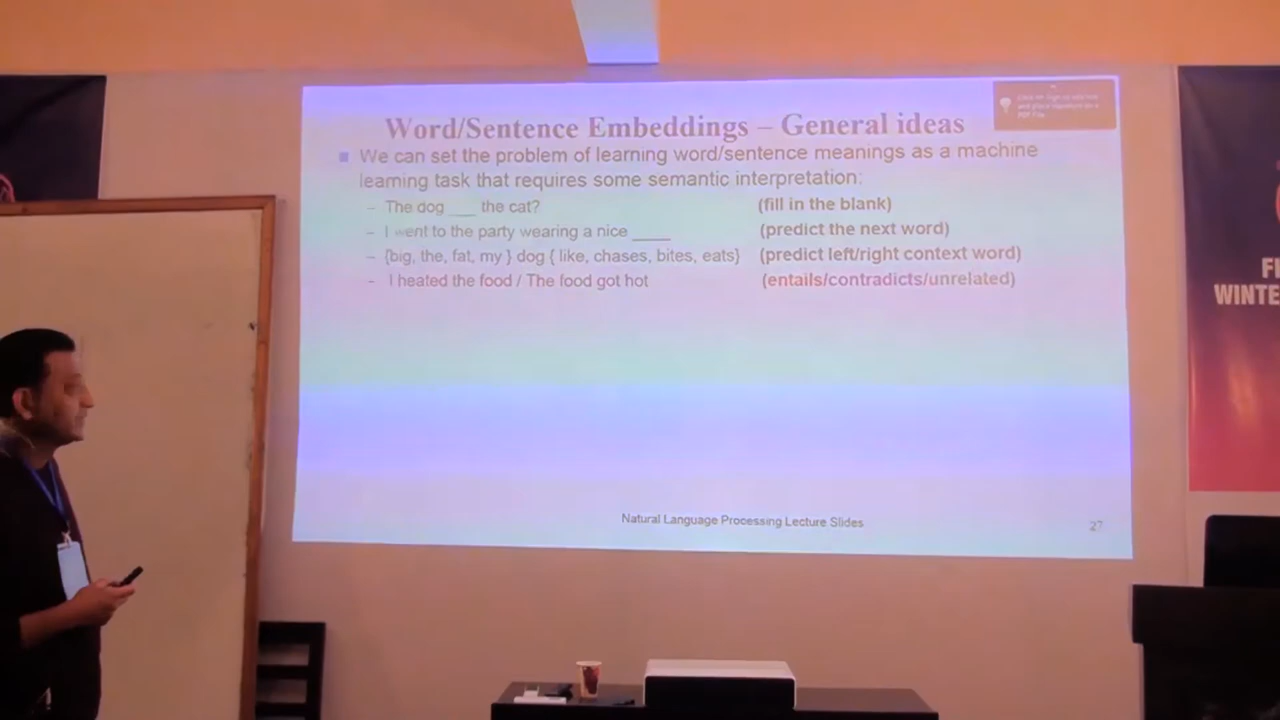 Word/Sentence Embeddings – General ideas
We can set the problem of learning word/sentence meanings as a machine
learning task that requires some semantic interpretation:
– The dog ___ the cat? (fill in the blank)
– I went to the party wearing a nice ____ (predict the next word)
– {big, the, fat, my } dog { like, chases, bites, eats} (predict left/right context word)
– I heated the food / The food got hot (entails/contradicts/unrelated)
Natural Language Processing Lecture Slides
27
WINTE